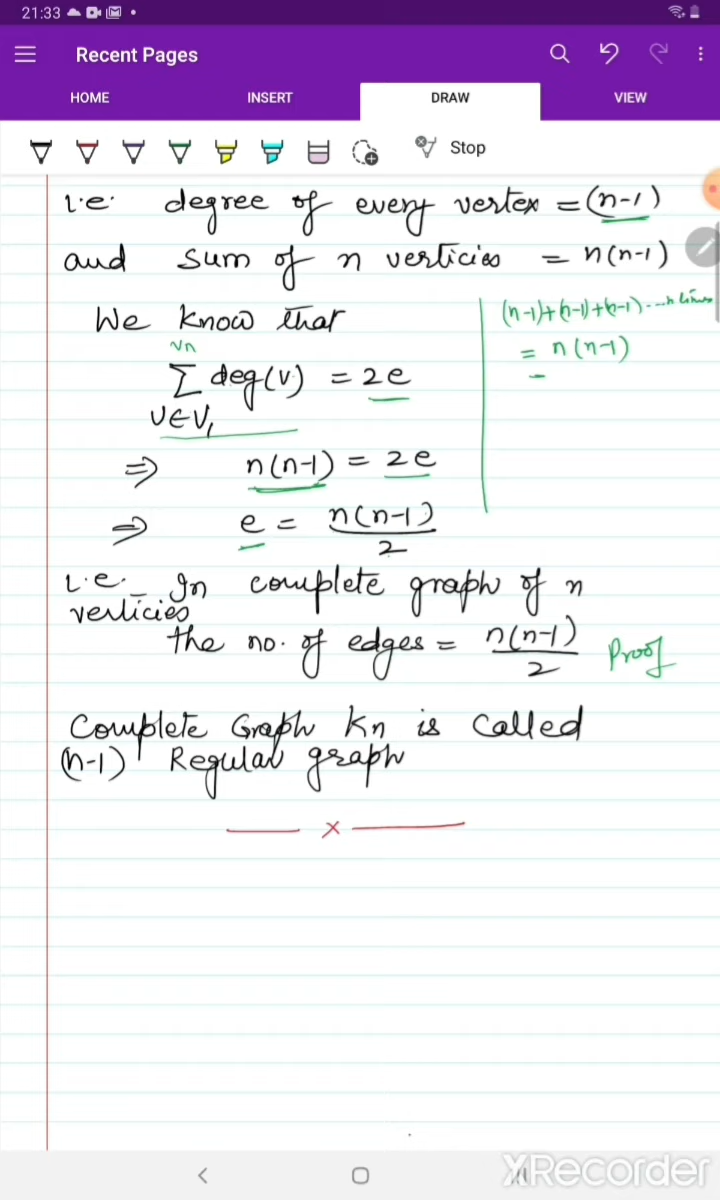 21:33
Recent Pages
HOME INSERT DRAW VIEW
Stop
i.e. degree of every vertex = (n-1)
and sum of n verticies = n(n-1)
We know that
(n-1)+(n-1)+(n-1)----n times
= n(n-1)
Vn
Σ deg(v) = 2e
V∈V₁
⇒ n(n-1) = 2e
⇒ e = n(n-1)/2
i.e. In complete graph of n
verticies
the no. of edges = n(n-1)/2 Proof
Complete Graph Kn is called
(n-1) Regular graph
x
XRecorder